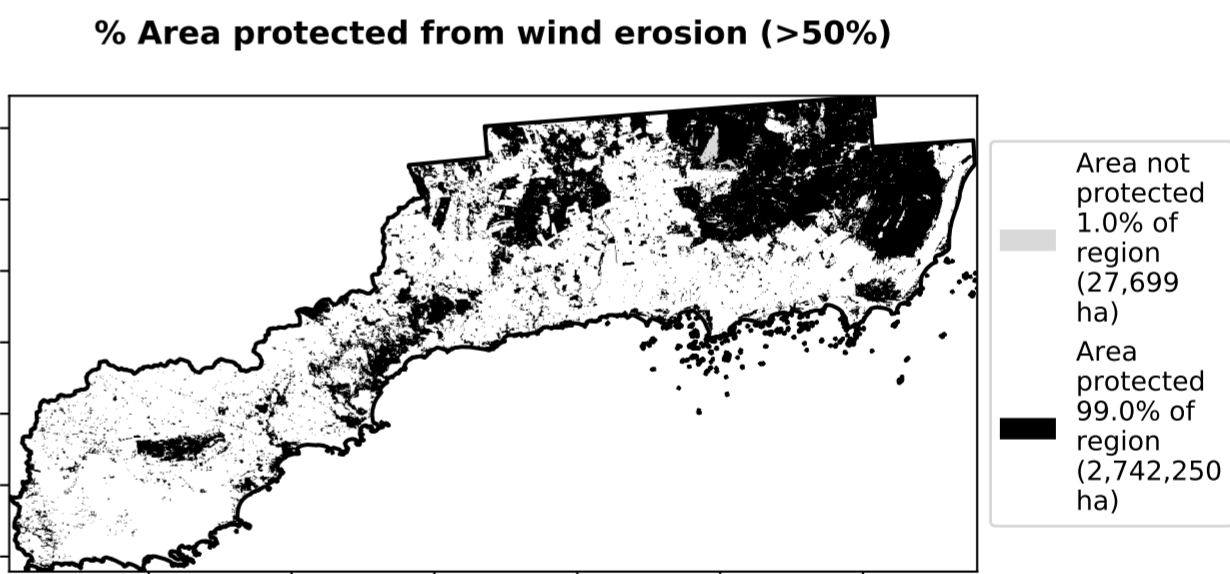 % Area protected from wind erosion (>50%)
Area not
protected
1.0% of
region
(27,699
ha)
Area
protected
99.0% of
region
(2,742,250
ha)